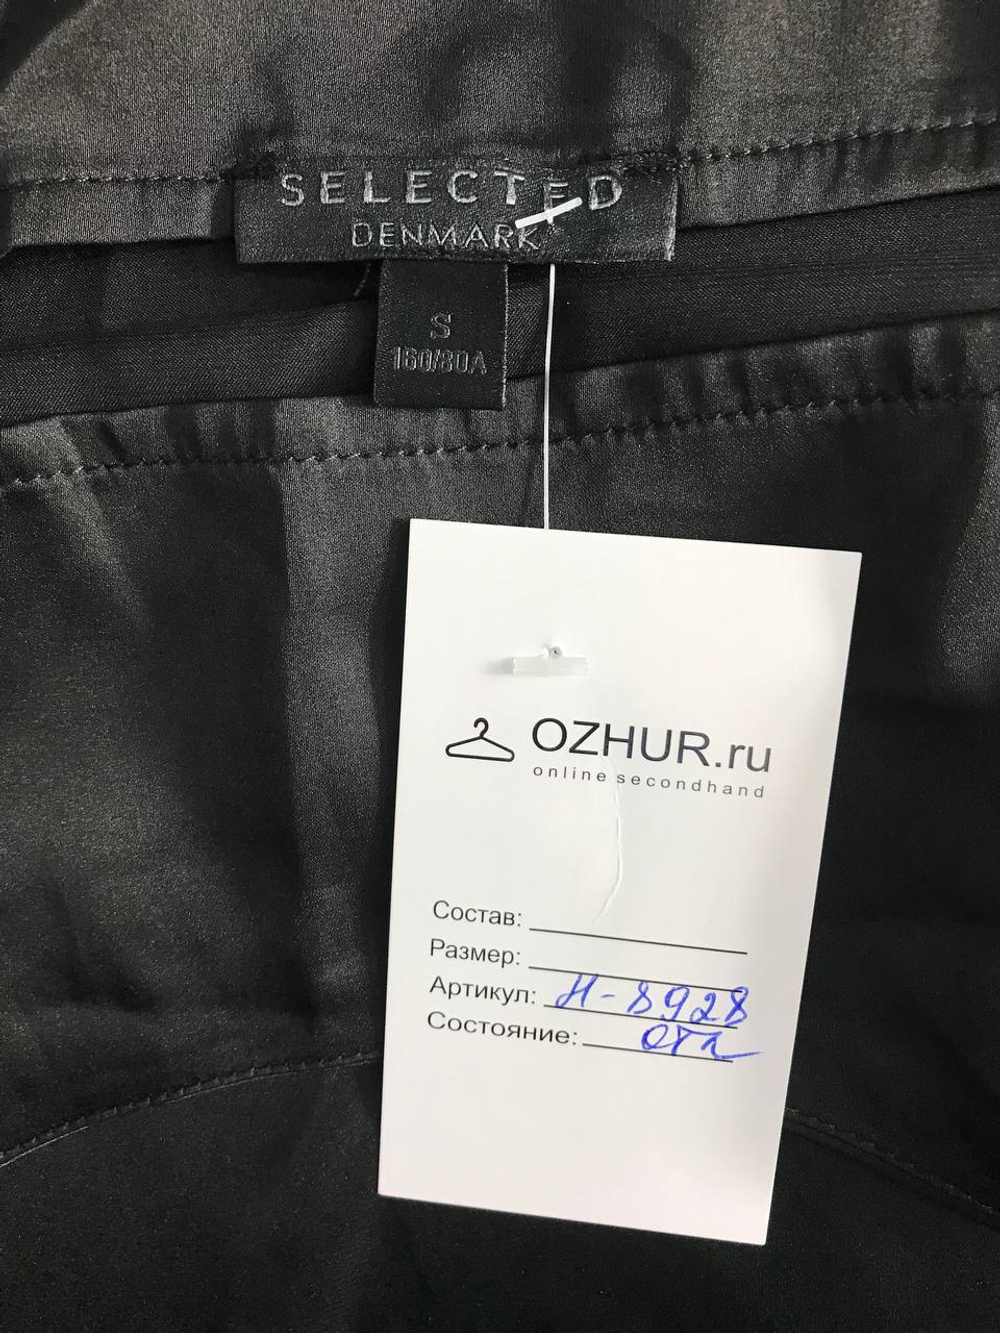 SELECTED
DENMARK
S
160/80A
OZHUR.ru
online secondhand
Состав:
Размер:
Артикул: Н-8928
Состояние: отл